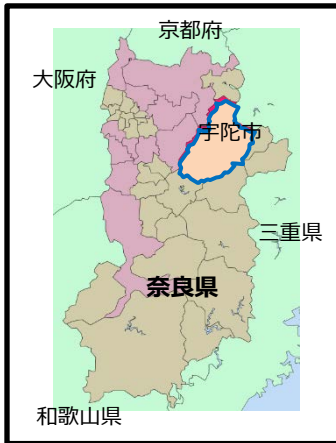 京都府
大阪府
宇陀市
三重県
奈良県
和歌山県